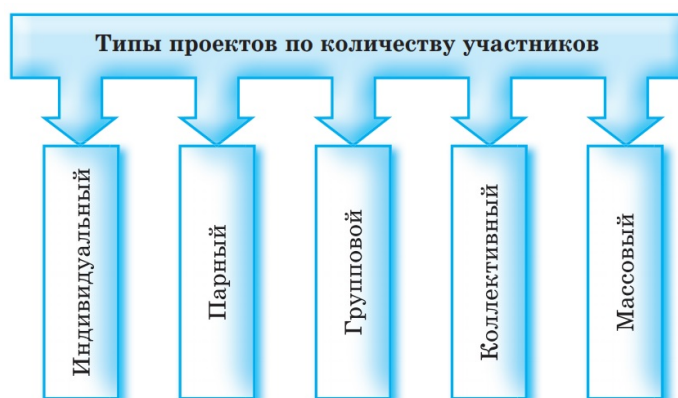 Типы проектов по количеству участников
Индивидуальный
Парный
Групповой
Коллективный
Массовый